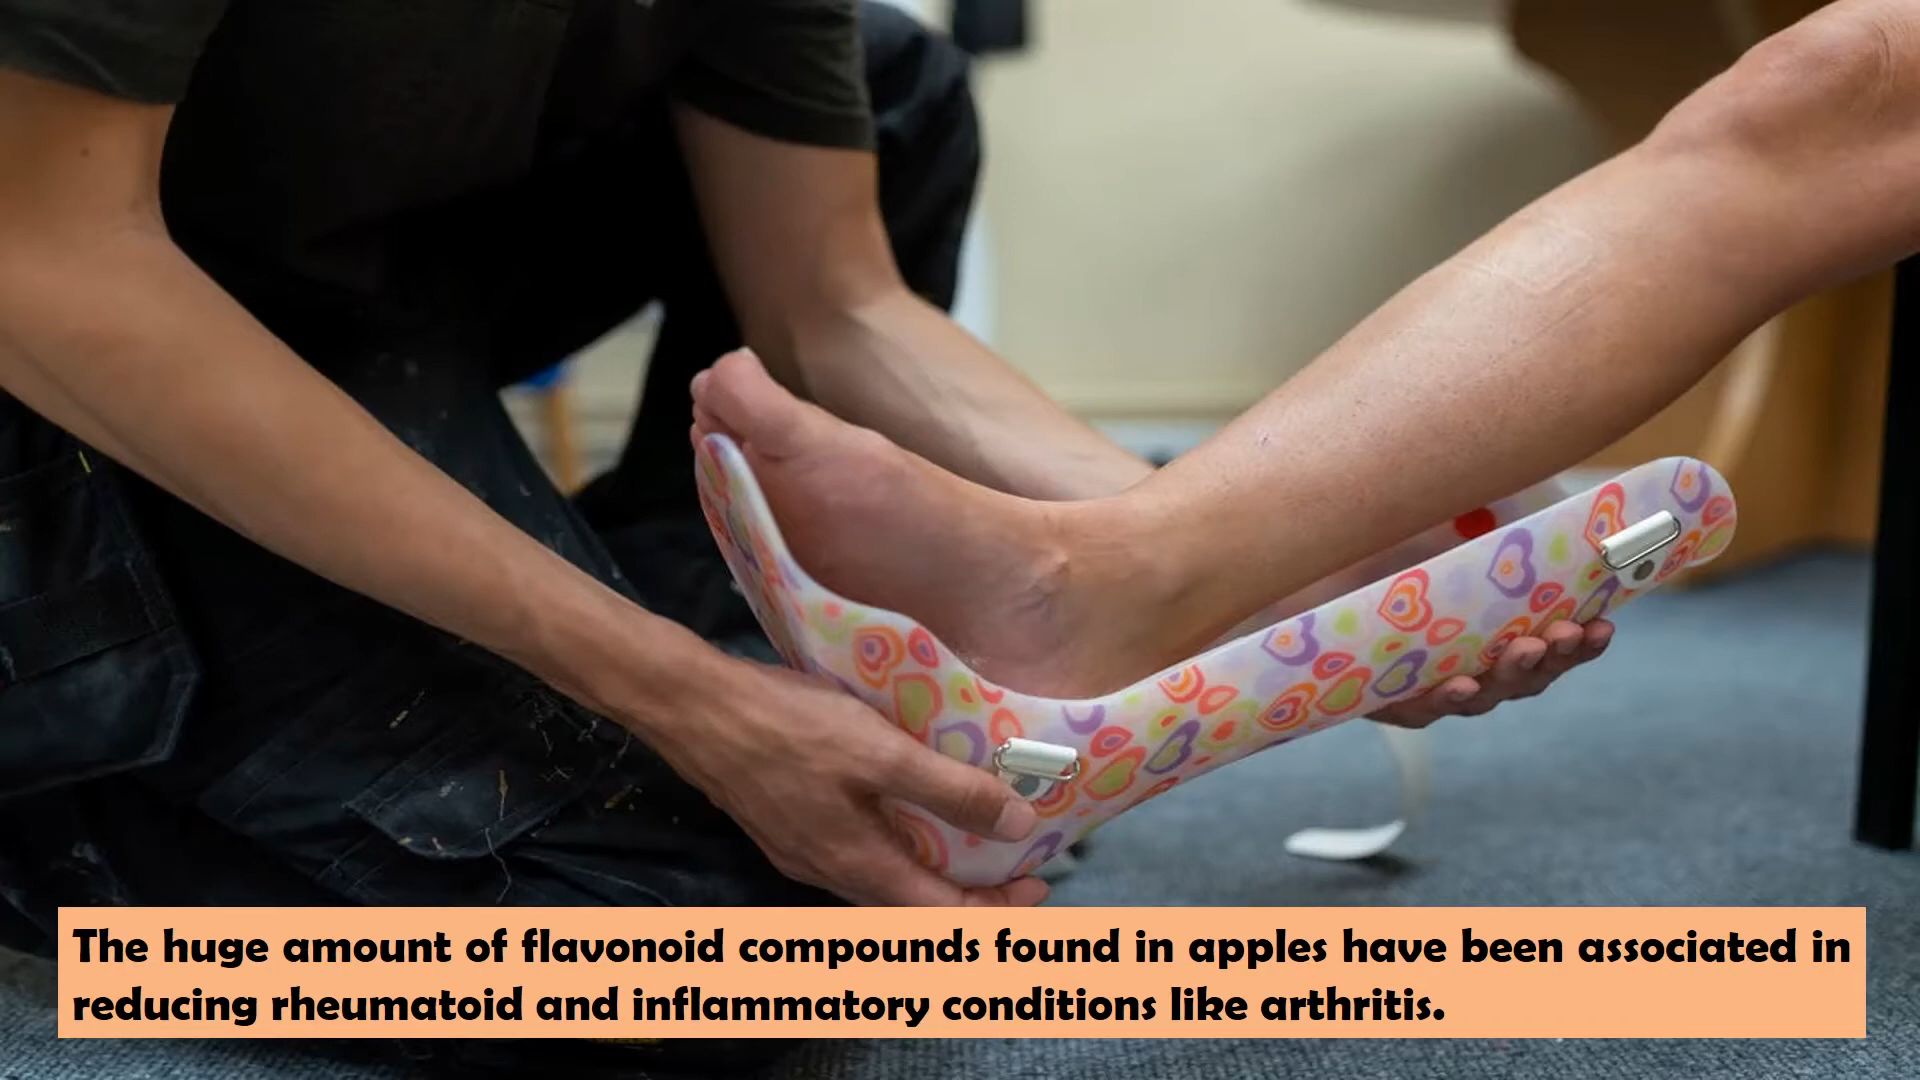 The huge amount of flavonoid compounds found in apples have been associated in
reducing rheumatoid and inflammatory conditions like arthritis.